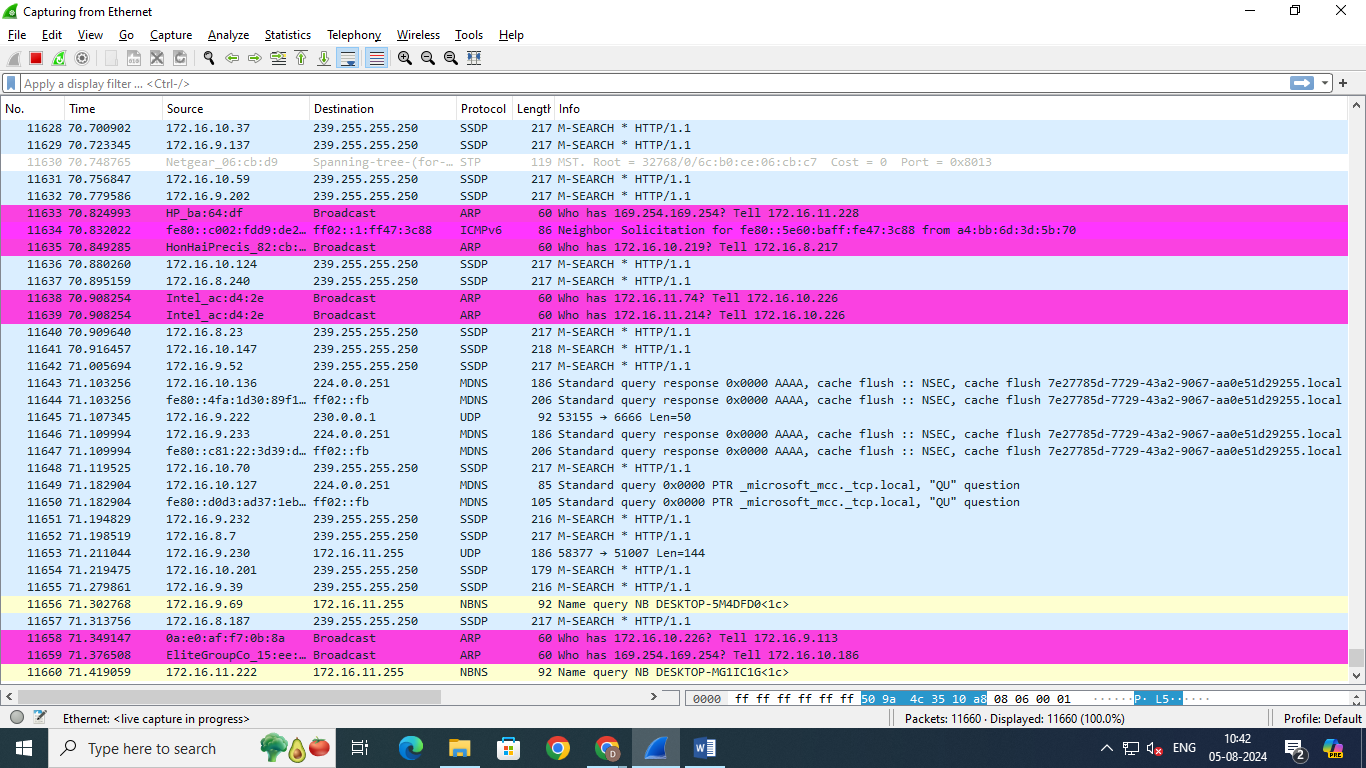 Capturing from Ethernet
File Edit View Go Capture Analyze Statistics Telephony Wireless Tools Help
Apply a display filter ... <Ctrl-/>
No. Time Source Destination Protocol Length Info
11628 70.700902 172.16.10.37 239.255.255.250 SSDP 217 M-SEARCH * HTTP/1.1
11629 70.723345 172.16.9.137 239.255.255.250 SSDP 217 M-SEARCH * HTTP/1.1
11630 70.748765 Netgear_06:cb:d9 Spanning-tree-(for-… STP 119 MST. Root = 32768/0/6c:b0:ce:06:cb:c7 Cost = 0 Port = 0x8013
11631 70.756847 172.16.10.59 239.255.255.250 SSDP 217 M-SEARCH * HTTP/1.1
11632 70.779586 172.16.9.202 239.255.255.250 SSDP 217 M-SEARCH * HTTP/1.1
11633 70.824993 HP_ba:64:df Broadcast ARP 60 Who has 169.254.169.254? Tell 172.16.11.228
11634 70.832022 fe80::c002:fdd9:de2… ff02::1:ff47:3c88 ICMPv6 86 Neighbor Solicitation for fe80::5e60:baff:fe47:3c88 from a4:bb:6d:3d:5b:70
11635 70.849285 HonHaiPrecis_82:cb:… Broadcast ARP 60 Who has 172.16.10.219? Tell 172.16.8.217
11636 70.880260 172.16.10.124 239.255.255.250 SSDP 217 M-SEARCH * HTTP/1.1
11637 70.895159 172.16.8.240 239.255.255.250 SSDP 217 M-SEARCH * HTTP/1.1
11638 70.908254 Intel_ac:d4:2e Broadcast ARP 60 Who has 172.16.11.74? Tell 172.16.10.226
11639 70.908254 Intel_ac:d4:2e Broadcast ARP 60 Who has 172.16.11.214? Tell 172.16.10.226
11640 70.909640 172.16.8.23 239.255.255.250 SSDP 217 M-SEARCH * HTTP/1.1
11641 70.916457 172.16.10.147 239.255.255.250 SSDP 218 M-SEARCH * HTTP/1.1
11642 71.005694 172.16.9.52 239.255.255.250 SSDP 217 M-SEARCH * HTTP/1.1
11643 71.103256 172.16.10.136 224.0.0.251 MDNS 186 Standard query response 0x0000 AAAA, cache flush :: NSEC, cache flush 7e27785d-7729-43a2-9067-aa0e51d29255.local
11644 71.103256 fe80::4fa:1d30:89f1… ff02::fb MDNS 206 Standard query response 0x0000 AAAA, cache flush :: NSEC, cache flush 7e27785d-7729-43a2-9067-aa0e51d29255.local
11645 71.107345 172.16.9.222 230.0.0.1 UDP 92 53155 → 6666 Len=50
11646 71.109994 172.16.9.233 224.0.0.251 MDNS 186 Standard query response 0x0000 AAAA, cache flush :: NSEC, cache flush 7e27785d-7729-43a2-9067-aa0e51d29255.local
11647 71.109994 fe80::c81:22:3d39:d… ff02::fb MDNS 206 Standard query response 0x0000 AAAA, cache flush :: NSEC, cache flush 7e27785d-7729-43a2-9067-aa0e51d29255.local
11648 71.119525 172.16.10.70 239.255.255.250 SSDP 217 M-SEARCH * HTTP/1.1
11649 71.182904 172.16.10.127 224.0.0.251 MDNS 85 Standard query 0x0000 PTR _microsoft_mcc._tcp.local, "QU" question
11650 71.182904 fe80::d0d3:ad37:1eb… ff02::fb MDNS 105 Standard query 0x0000 PTR _microsoft_mcc._tcp.local, "QU" question
11651 71.194829 172.16.9.232 239.255.255.250 SSDP 216 M-SEARCH * HTTP/1.1
11652 71.198519 172.16.8.7 239.255.255.250 SSDP 217 M-SEARCH * HTTP/1.1
11653 71.211044 172.16.9.230 172.16.11.255 UDP 186 58377 → 51007 Len=144
11654 71.219475 172.16.10.201 239.255.255.250 SSDP 179 M-SEARCH * HTTP/1.1
11655 71.279861 172.16.9.39 239.255.255.250 SSDP 216 M-SEARCH * HTTP/1.1
11656 71.302768 172.16.9.69 172.16.11.255 NBNS 92 Name query NB DESKTOP-5M4DFD0<1c>
11657 71.313756 172.16.8.187 239.255.255.250 SSDP 217 M-SEARCH * HTTP/1.1
11658 71.349147 0a:e0:af:f7:0b:8a Broadcast ARP 60 Who has 172.16.10.226? Tell 172.16.9.113
11659 71.376508 EliteGroupCo_15:ee:… Broadcast ARP 60 Who has 169.254.169.254? Tell 172.16.10.186
11660 71.419059 172.16.11.222 172.16.11.255 NBNS 92 Name query NB DESKTOP-MG1IC1G<1c>
0000 ff ff ff ff ff ff 50 9a 4c 35 10 a8 08 06 00 01 ······P· L5······
Ethernet: <live capture in progress> Packets: 11660 · Displayed: 11660 (100.0%) Profile: Default
Type here to search
ENG
10:42
05-08-2024
2
PRE
D